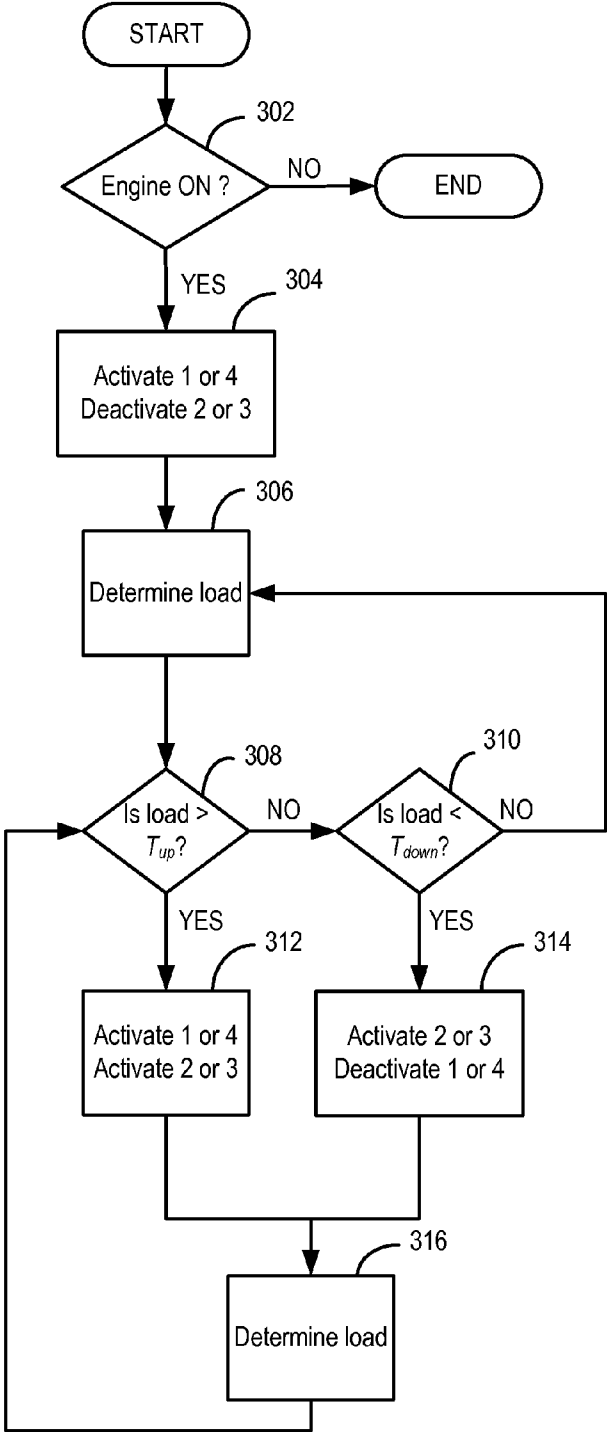 START
302
Engine ON ?
NO
END
YES
304
Activate 1 or 4
Deactivate 2 or 3
306
Determine load
308
310
Is load >
Tup?
NO
Is load <
Tdown?
NO
YES
YES
312
314
Activate 1 or 4
Activate 2 or 3
Activate 2 or 3
Deactivate 1 or 4
316
Determine load